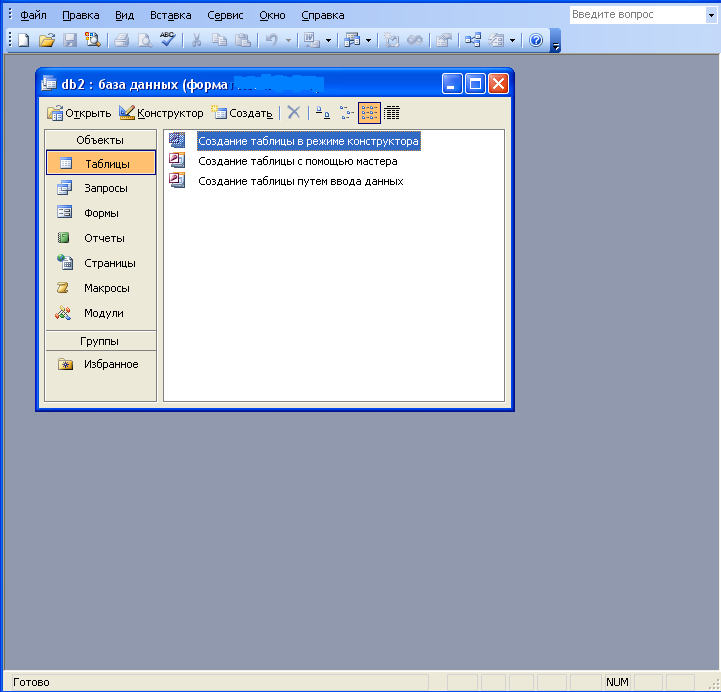 Файл Правка Вид Вставка Сервис Окно Справка Введите вопрос
db2 : база данных (форма
Открыть Конструктор Создать
Объекты
Таблицы
Запросы
Формы
Отчеты
Страницы
Макросы
Модули
Группы
Избранное
Создание таблицы в режиме конструктора
Создание таблицы с помощью мастера
Создание таблицы путем ввода данных
Готово NUM